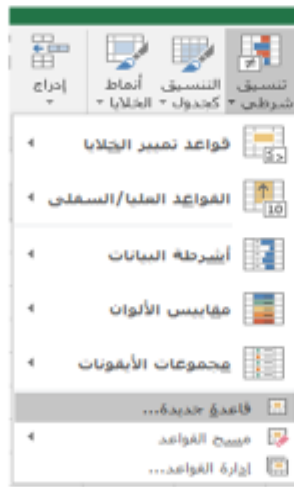 تنسيق شرطي
التنسيق كجدول
أنماط الخلايا
إدراج
قواعد تمييز الخلايا
القواعد العليا/السفلى
أشرطة البيانات
مقاييس الألوان
مجموعات الأيقونات
قاعدة جديدة...
مسح القواعد
إدارة القواعد...